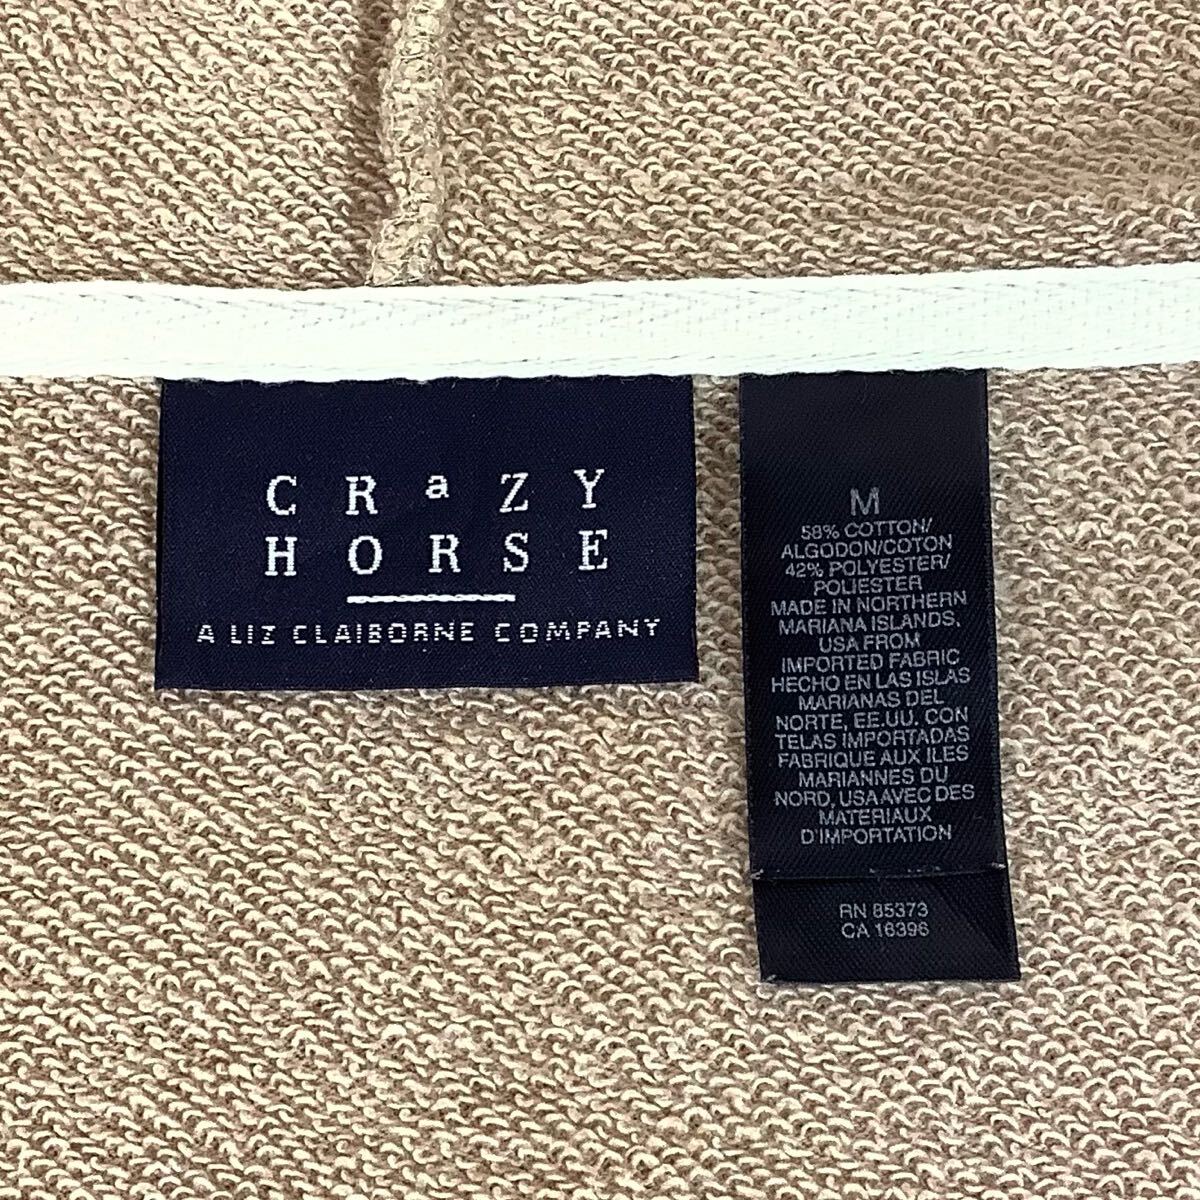 CRaZY
HORSE
A LIZ CLAIBORNE COMPANY
M
58% COTTON/
ALGODON/COTON
42% POLYESTER/
POLIESTER
MADE IN NORTHERN
MARIANA ISLANDS,
USA FROM
IMPORTED FABRIC
HECHO EN LAS ISLAS
MARIANAS DEL
NORTE, EE.UU. CON
TELAS IMPORTADAS
FABRIQUE AUX ILES
MARIANNES DU
NORD, USA AVEC DES
MATERIAUX
D'IMPORTATION
RN 85373
CA 16396